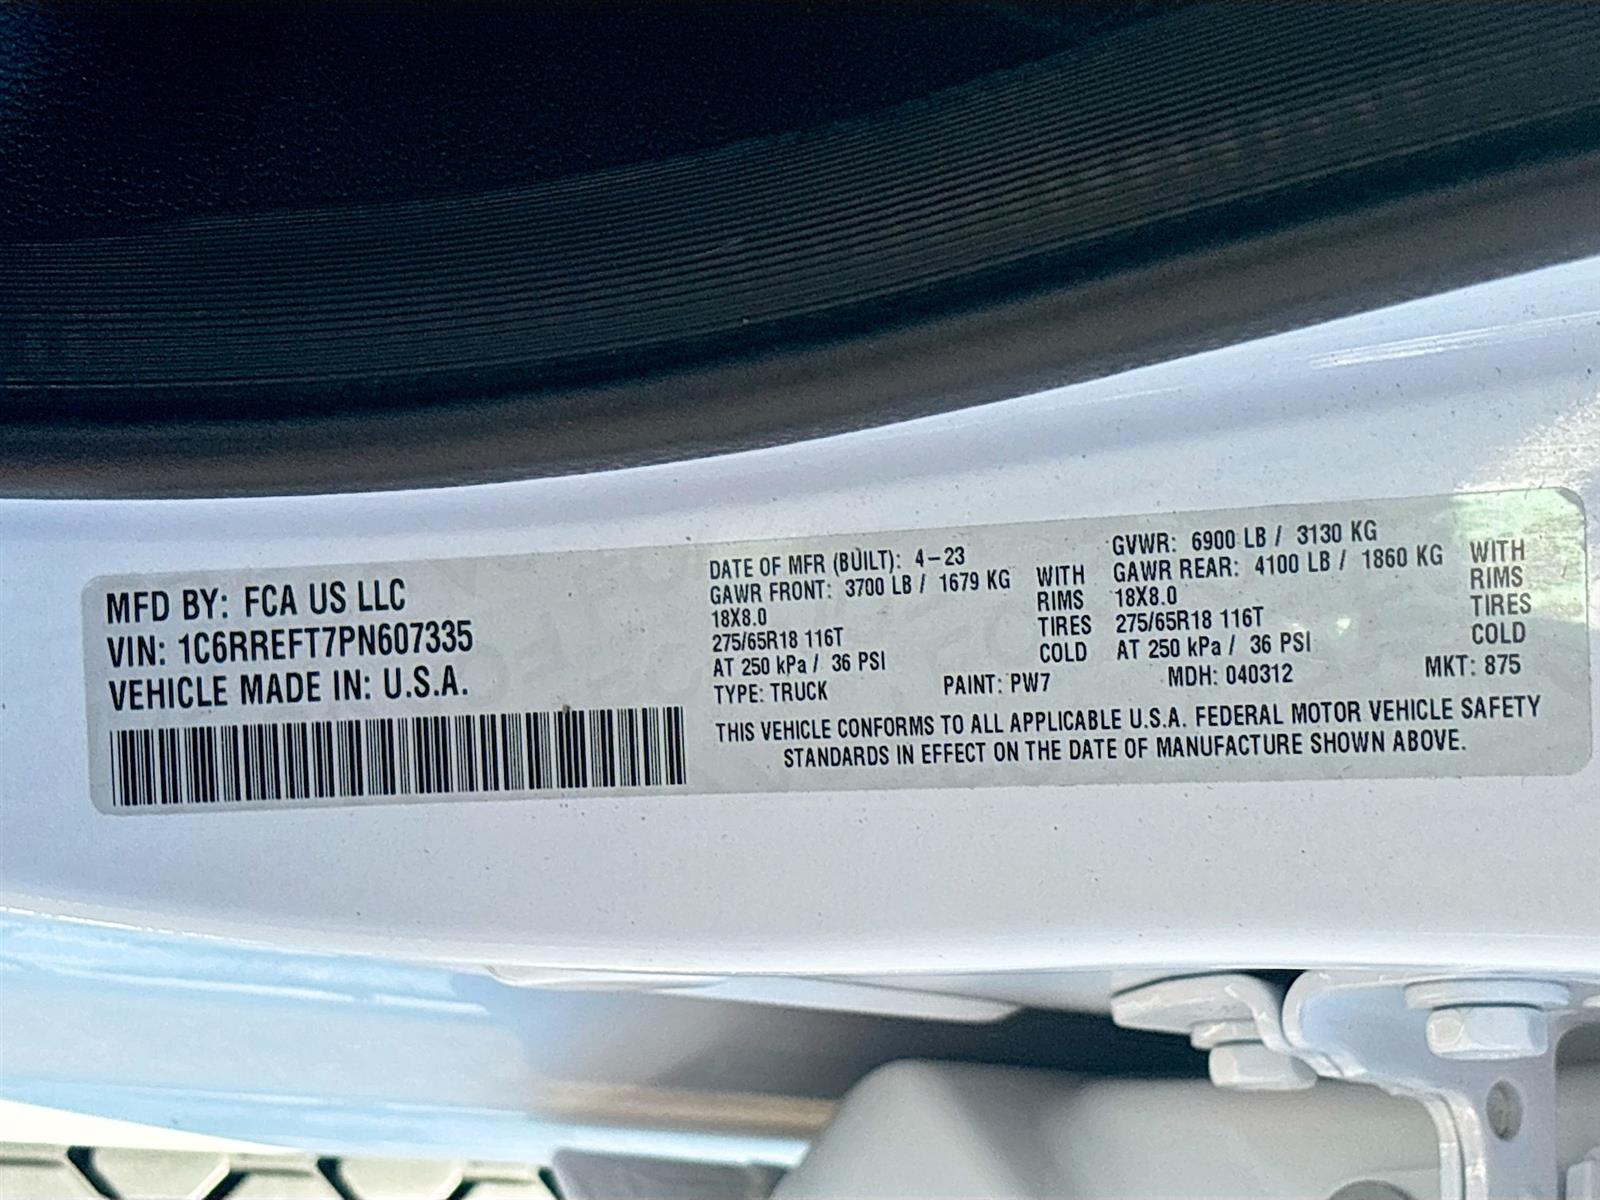 MFD BY: FCA US LLC
VIN: 1C6RREFT7PN607335
VEHICLE MADE IN: U.S.A.
DATE OF MFR (BUILT): 4-23
GAWR FRONT: 3700 LB / 1679 KG
18X8.0
275/65R18 116T
AT 250 kPa / 36 PSI
WITH
RIMS
TIRES
COLD
GVWR: 6900 LB / 3130 KG
GAWR REAR: 4100 LB / 1860 KG
18X8.0
275/65R18 116T
AT 250 kPa / 36 PSI
WITH
RIMS
TIRES
COLD
TYPE: TRUCK PAINT: PW7 MDH: 040312 MKT: 875
THIS VEHICLE CONFORMS TO ALL APPLICABLE U.S.A. FEDERAL MOTOR VEHICLE SAFETY
STANDARDS IN EFFECT ON THE DATE OF MANUFACTURE SHOWN ABOVE.